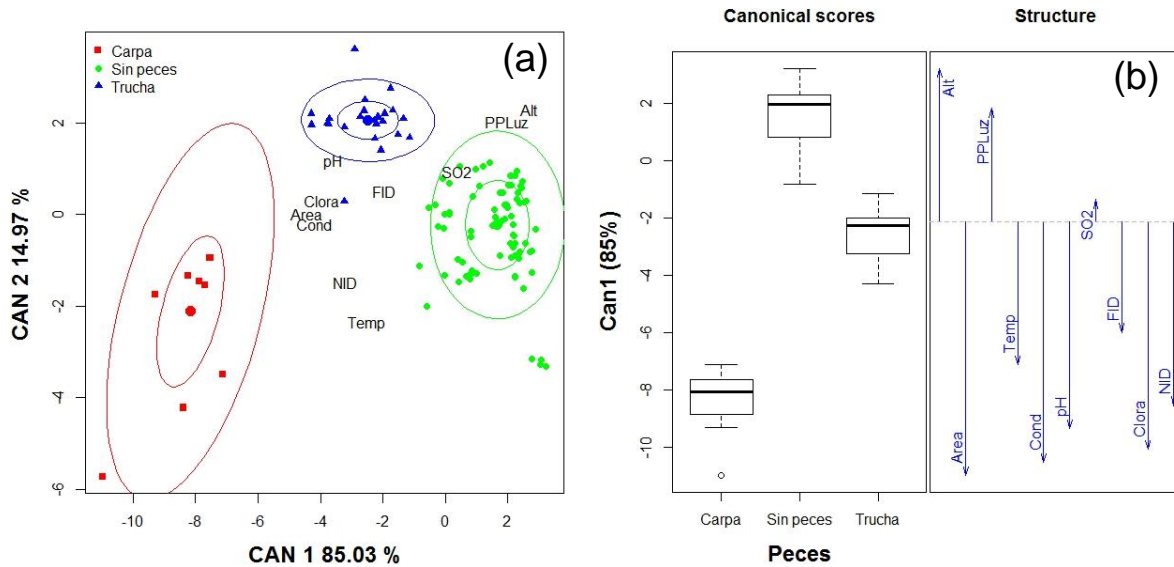 Canonical scores
Structure
(a)
(b)
Carpa
Sin peces
Trucha
Alt
PPLuz
pH
SO2
FID
Clora
Area
Cond
NID
Temp
2
0
-2
-4
-6
CAN 2 14.97 %
-10
-8
-6
-4
-2
0
2
CAN 1 85.03 %
2
0
-2
-4
-6
-8
-10
Can1 (85%)
Carpa
Sin peces
Trucha
Peces
Alt
PPLuz
SO2
Temp
FID
Area
Cond
pH
Clora
NID